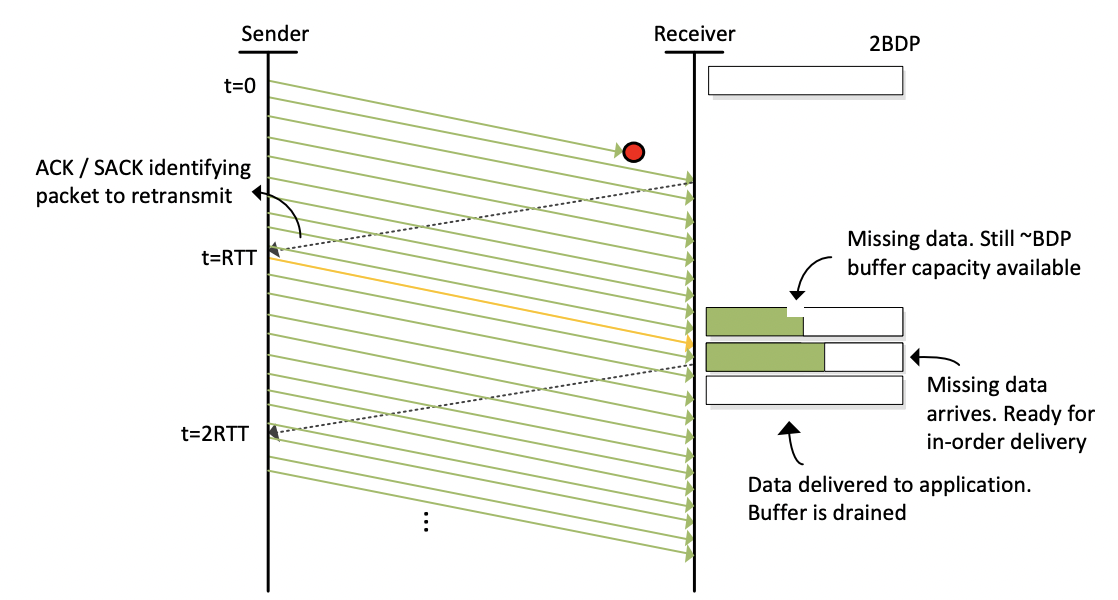 Sender
Receiver
2BDP
t=0
ACK / SACK identifying
packet to retransmit
t=RTT
Missing data. Still ~BDP
buffer capacity available
Missing data
arrives. Ready for
in-order delivery
t=2RTT
Data delivered to application.
Buffer is drained